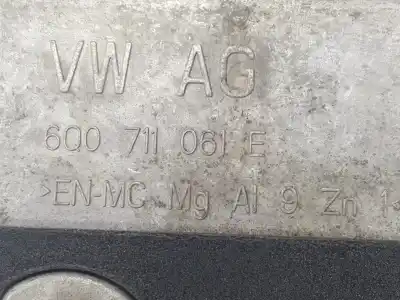 VW AG
6Q0 711 061 E
>EN-MC Mg Al 9 Zn 1<